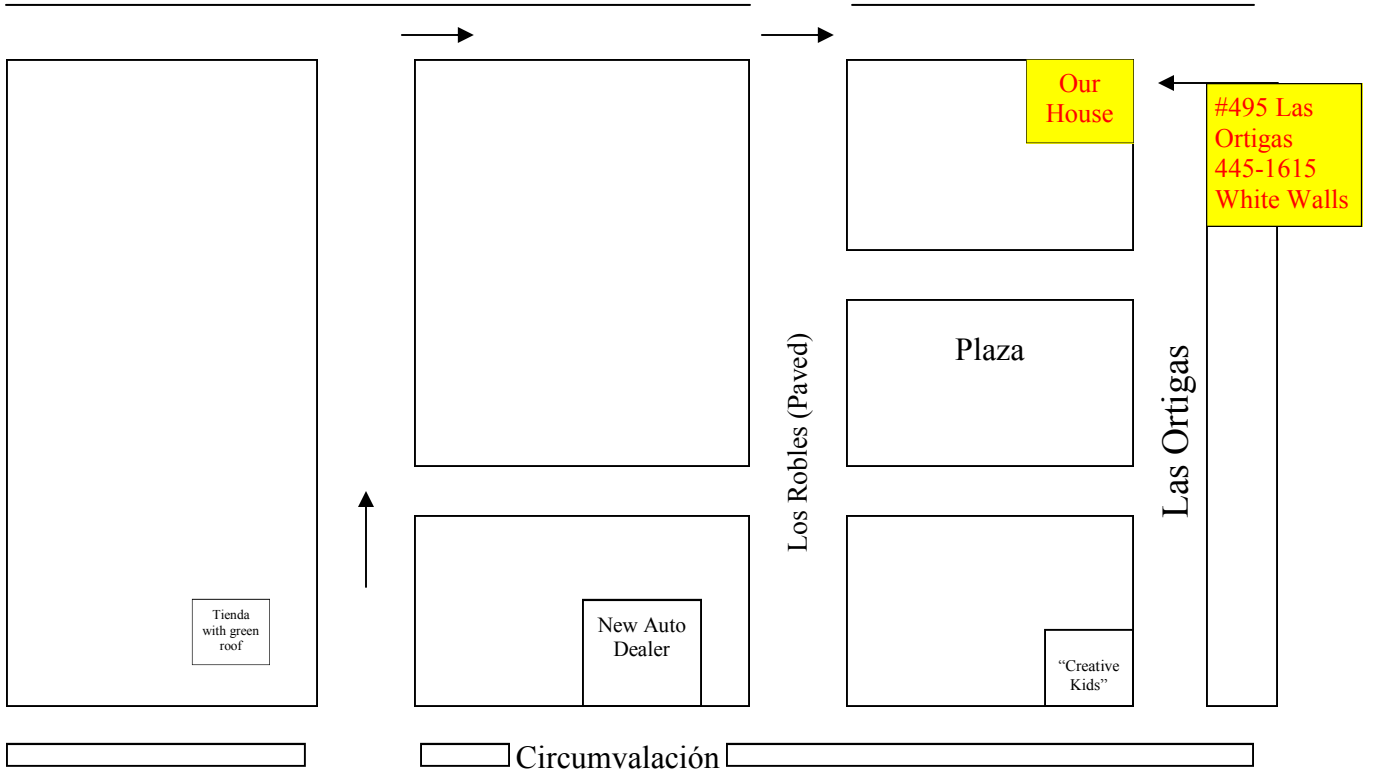 Our
House
#495 Las
Ortigas
445-1615
White Walls
Los Robles (Paved)
Plaza
Las Ortigas
Tienda
with green
roof
New Auto
Dealer
“Creative
Kids”
Circumvalación